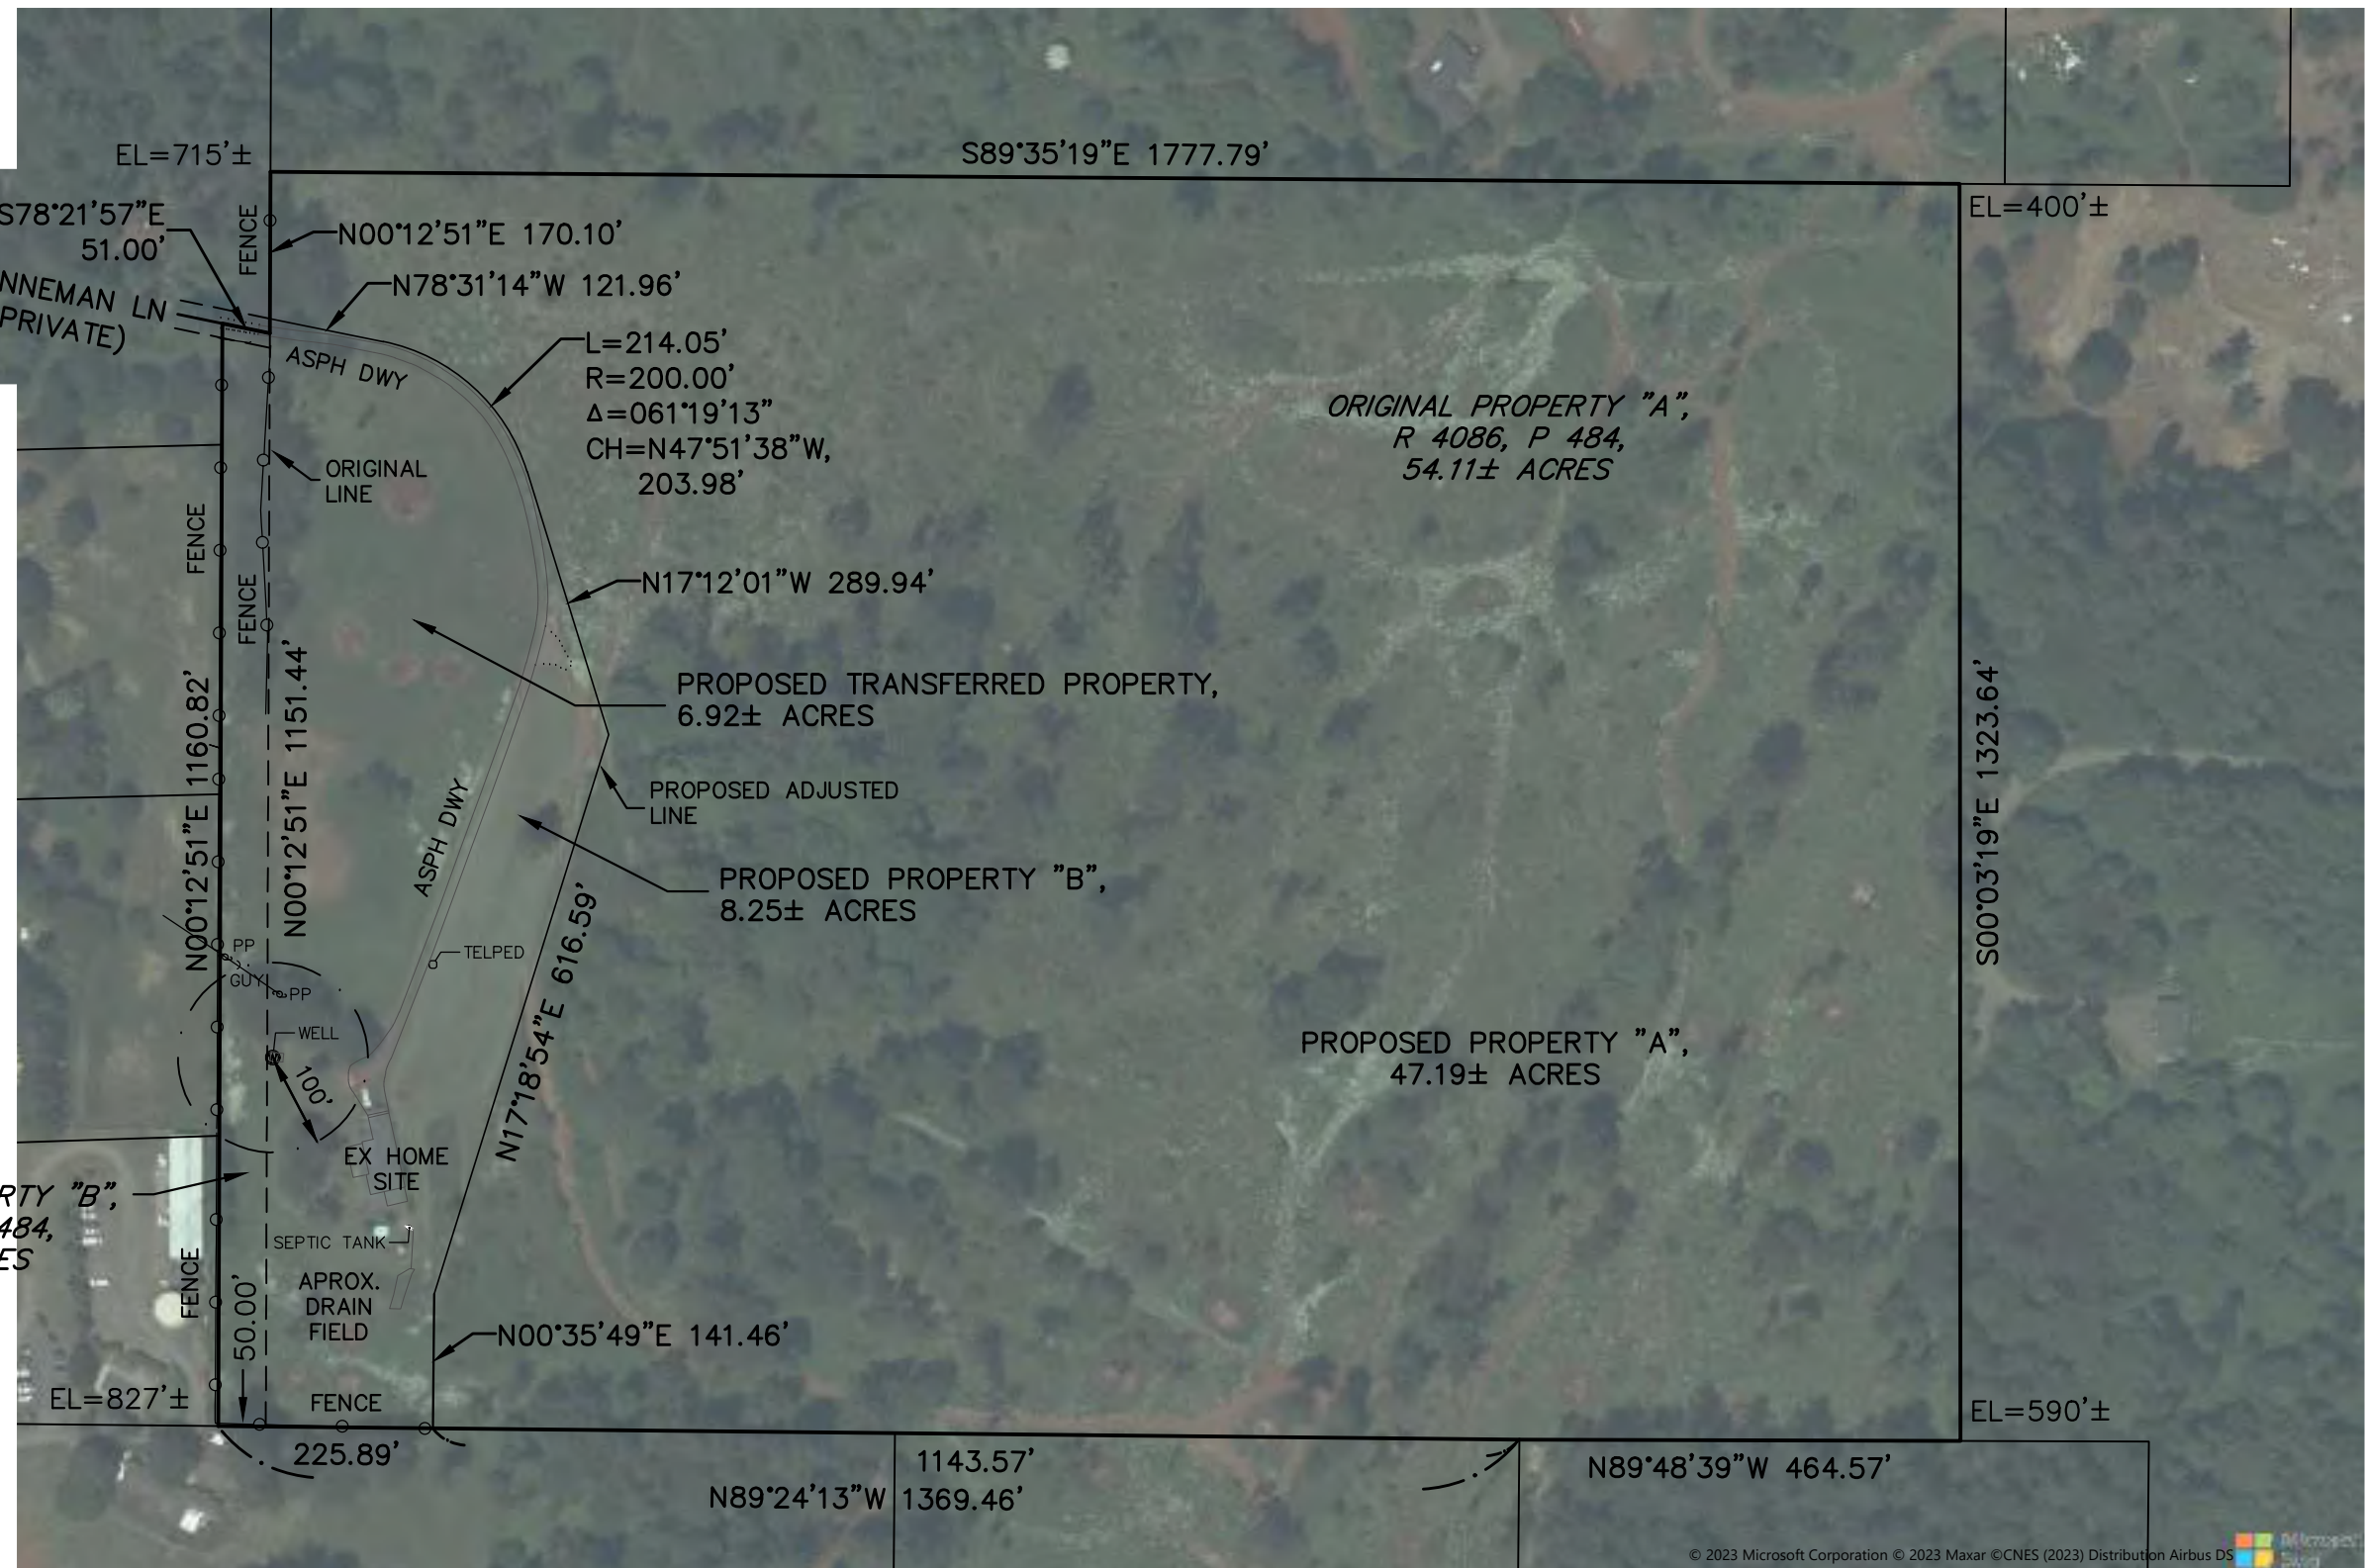 EL=715'±
S89°35'19"E 1777.79'
EL=400'±
S78°21'57"E
51.00'
FENCE
N00°12'51"E 170.10'
N78°31'14"W 121.96'
NNEMAN LN
PRIVATE)
ASPH DWY
L=214.05'
R=200.00'
Δ=061°19'13"
CH=N47°51'38"W,
203.98'
ORIGINAL PROPERTY "A",
R 4086, P 484,
54.11± ACRES
ORIGINAL
LINE
FENCE
FENCE
N17°12'01"W 289.94'
PROPOSED TRANSFERRED PROPERTY,
6.92± ACRES
N00°12'51"E 1160.82'
N00°12'51"E 1151.44'
S00°03'19"E 1323.64'
PROPOSED ADJUSTED
LINE
ASPH DWY
PROPOSED PROPERTY "B",
8.25± ACRES
N17°18'54"E 616.59'
PP
TELPED
GUY
PP
WELL
100'
PROPOSED PROPERTY "A",
47.19± ACRES
EX HOME
SITE
RTY "B",
484,
ES
SEPTIC TANK
FENCE
50.00'
APROX.
DRAIN
FIELD
N00°35'49"E 141.46'
EL=827'±
FENCE
EL=590'±
225.89'
1143.57'
N89°24'13"W 1369.46'
N89°48'39"W 464.57'
© 2023 Microsoft Corporation © 2023 Maxar ©CNES (2023) Distribution Airbus DS
Microsoft